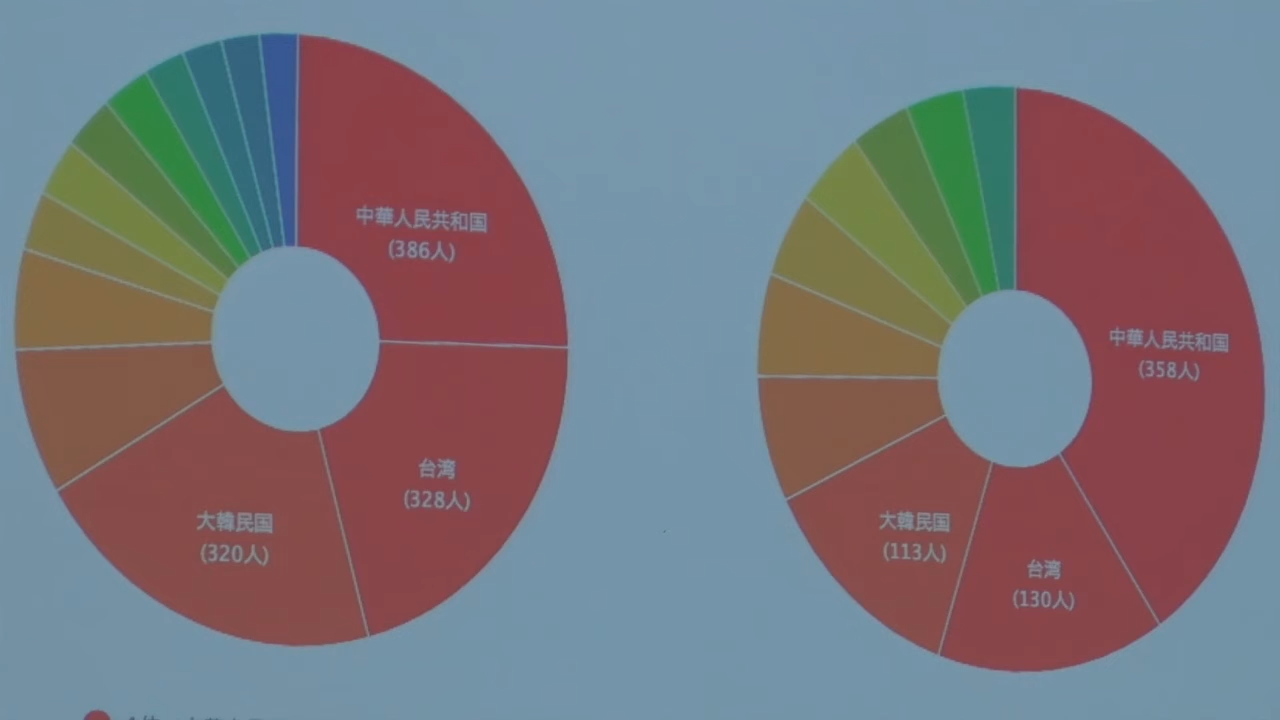 中華人民共和国
(386人)
台湾
(328人)
大韓民国
(320人)
中華人民共和国
(358人)
大韓民国
(113人)
台湾
(130人)